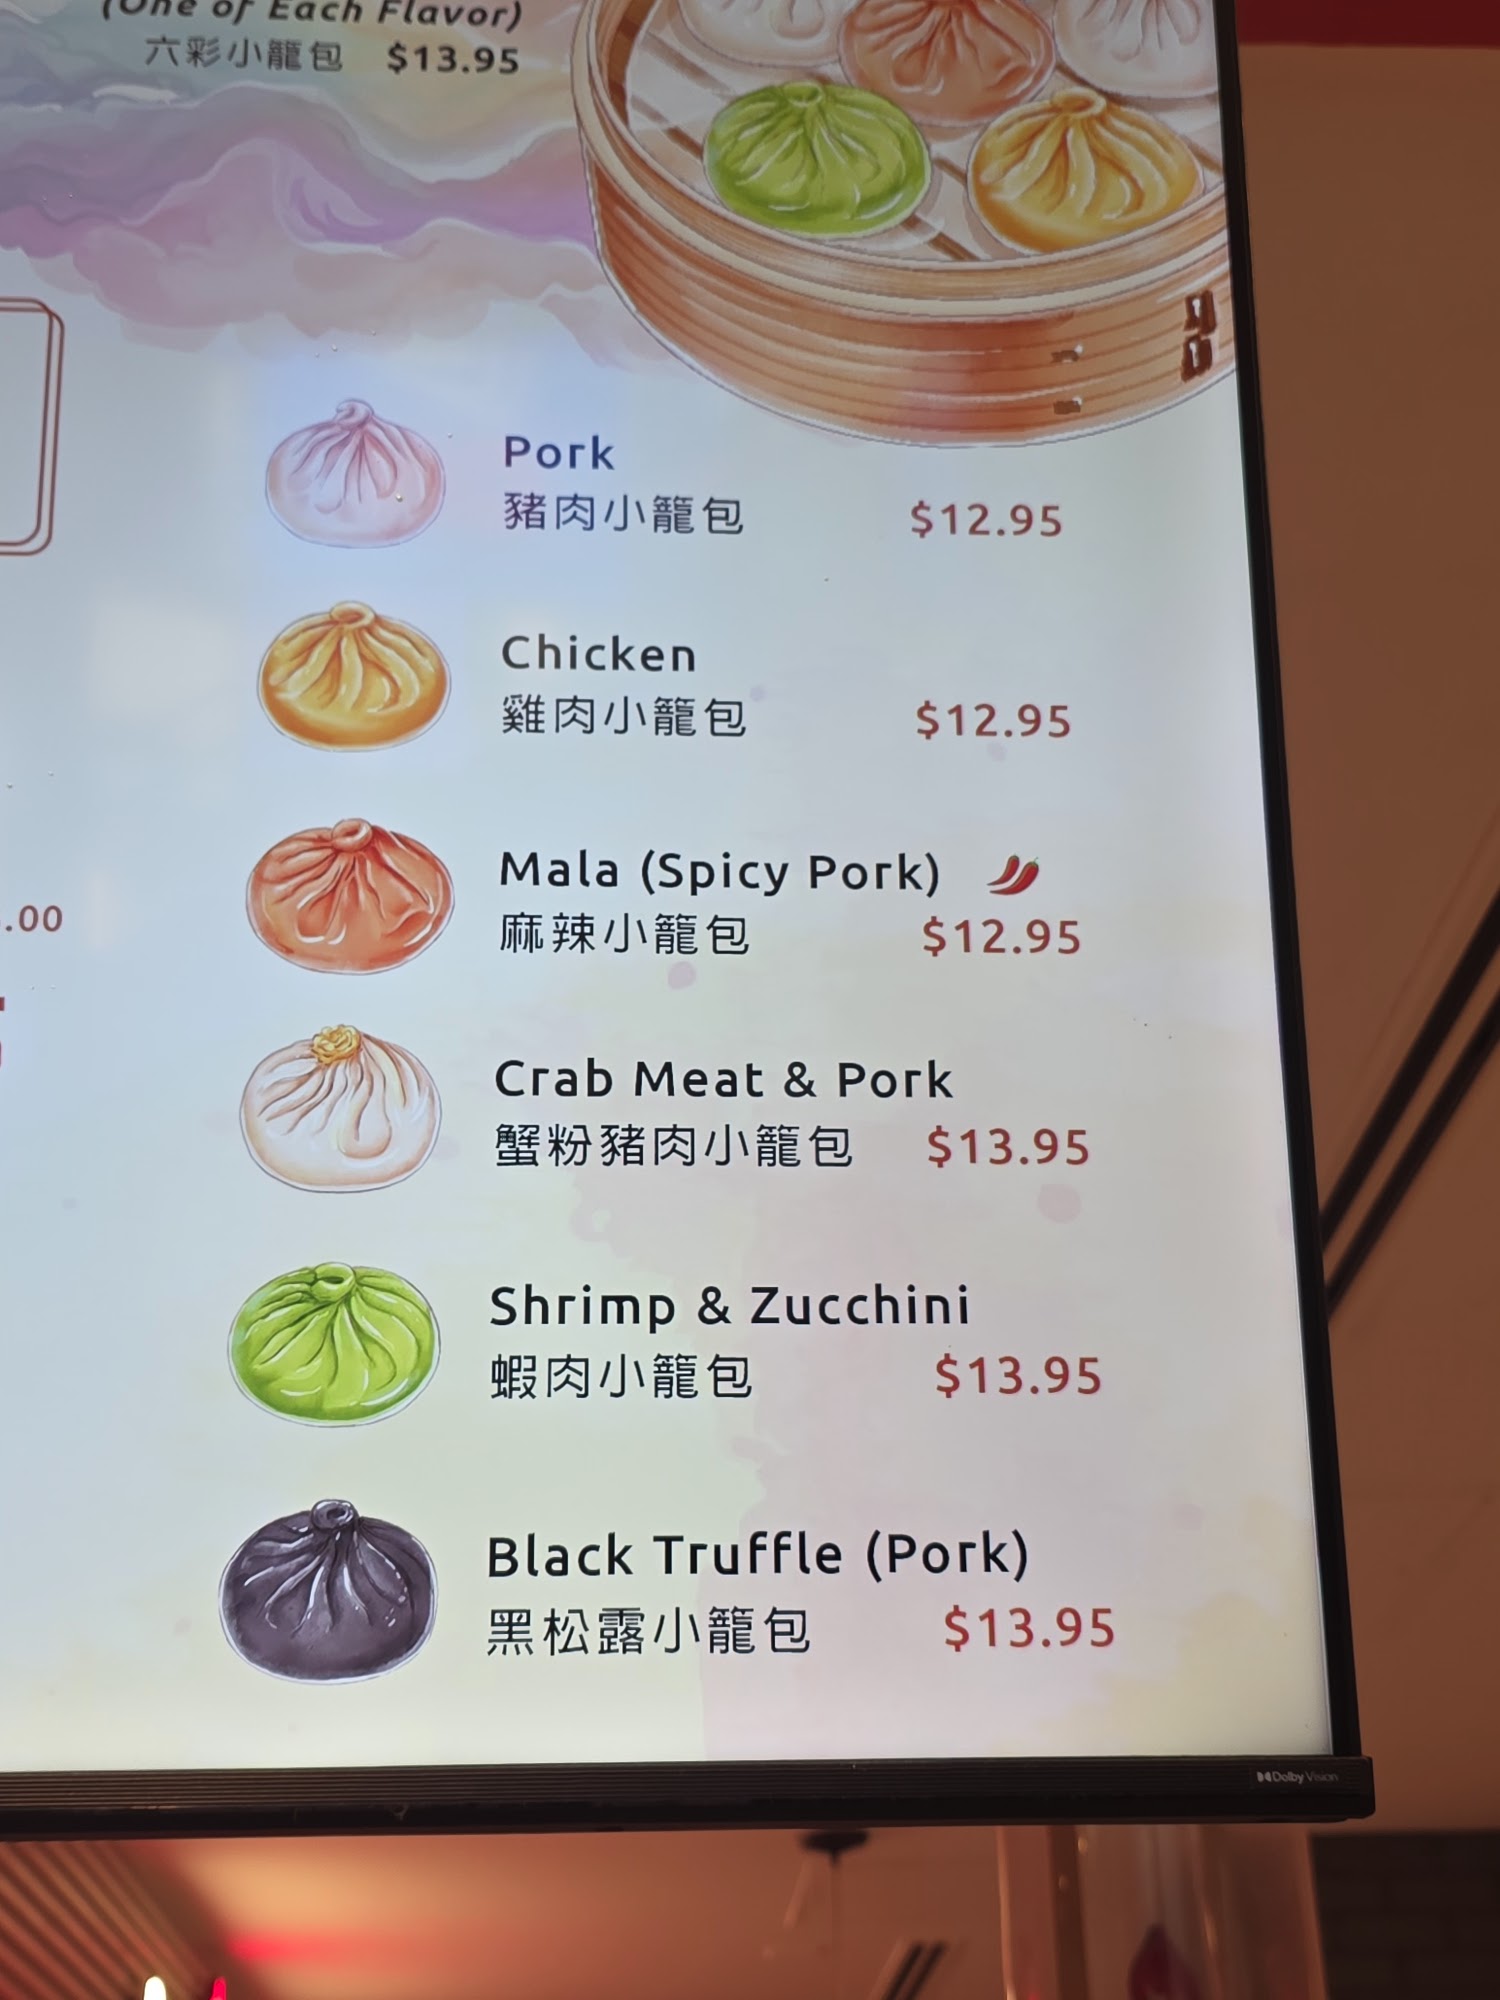 (One of Each Flavor)
六彩小籠包 $13.95
Pork
豬肉小籠包 $12.95
Chicken
雞肉小籠包 $12.95
Mala (Spicy Pork)
麻辣小籠包 $12.95
.00
Crab Meat & Pork
蟹粉豬肉小籠包 $13.95
Shrimp & Zucchini
蝦肉小籠包 $13.95
Black Truffle (Pork)
黑松露小籠包 $13.95
Dolby Vision